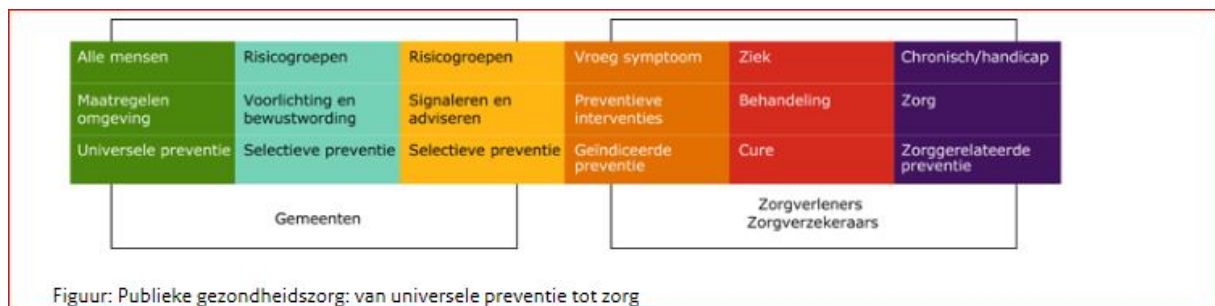 Alle mensen
Risicogroepen
Risicogroepen
Vroeg symptoom
Ziek
Chronisch/handicap
Maatregelen
omgeving
Voorlichting en
bewustwording
Signaleren en
adviseren
Preventieve
interventies
Behandeling
Zorg
Universele preventie
Selectieve preventie
Selectieve preventie
Geïndiceerde
preventie
Cure
Zorggerelateerde
preventie
Gemeenten
Zorgverleners
Zorgverzekeraars
Figuur: Publieke gezondheidszorg: van universele preventie tot zorg